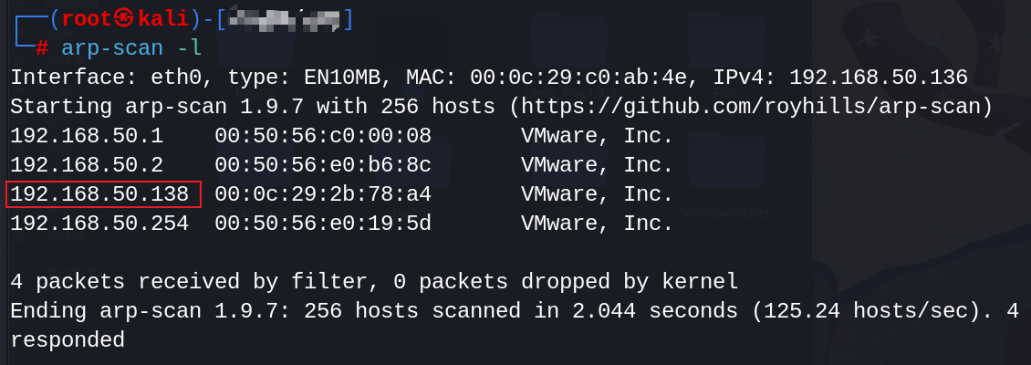 (root㉿kali)-[ ]
# arp-scan -l
Interface: eth0, type: EN10MB, MAC: 00:0c:29:c0:ab:4e, IPv4: 192.168.50.136
Starting arp-scan 1.9.7 with 256 hosts (https://github.com/royhills/arp-scan)
192.168.50.1 00:50:56:c0:00:08 VMware, Inc.
192.168.50.2 00:50:56:e0:b6:8c VMware, Inc.
192.168.50.138 00:0c:29:2b:78:a4 VMware, Inc.
192.168.50.254 00:50:56:e0:19:5d VMware, Inc.
4 packets received by filter, 0 packets dropped by kernel
Ending arp-scan 1.9.7: 256 hosts scanned in 2.044 seconds (125.24 hosts/sec). 4
responded